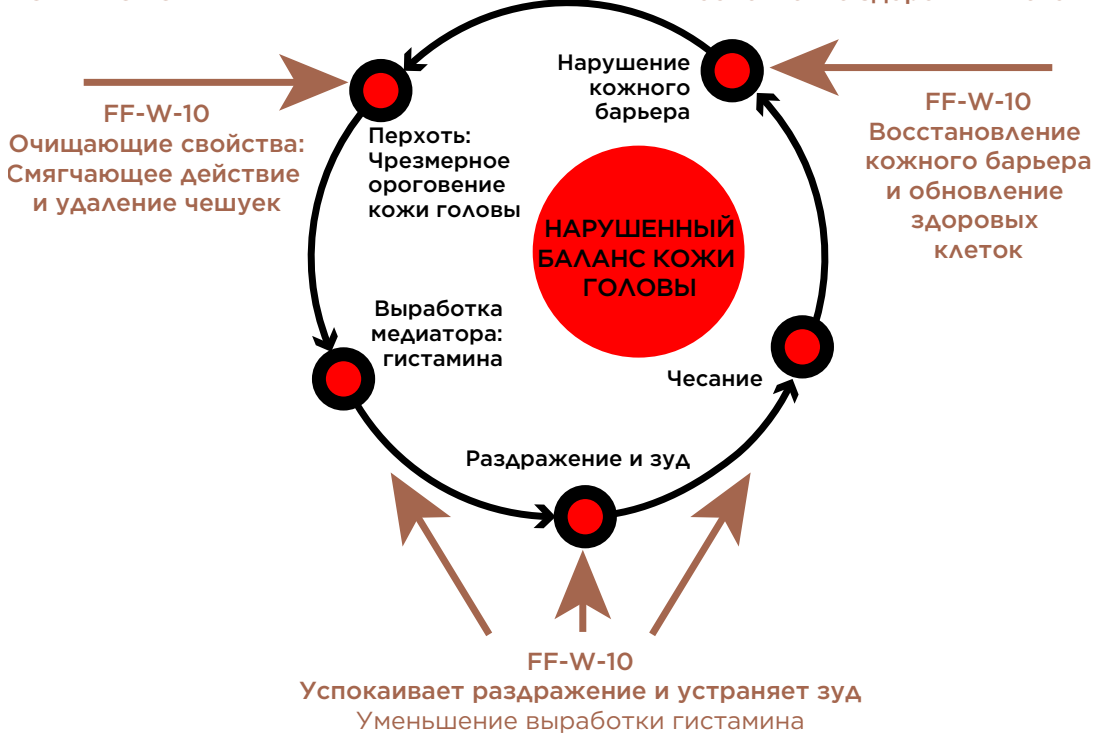 Нарушение
кожного
барьера
FF-W-10
Очищающие свойства:
Смягчающее действие
и удаление чешуек
Перхоть:
Чрезмерное
ороговение
кожи головы
FF-W-10
Восстановление
кожного барьера
и обновление
здоровых
клеток
НАРУШЕННЫЙ
БАЛАНС КОЖИ
ГОЛОВЫ
Выработка
медиатора:
гистамина
Чесание
Раздражение и зуд
FF-W-10
Успокаивает раздражение и устраняет зуд
Уменьшение выработки гистамина